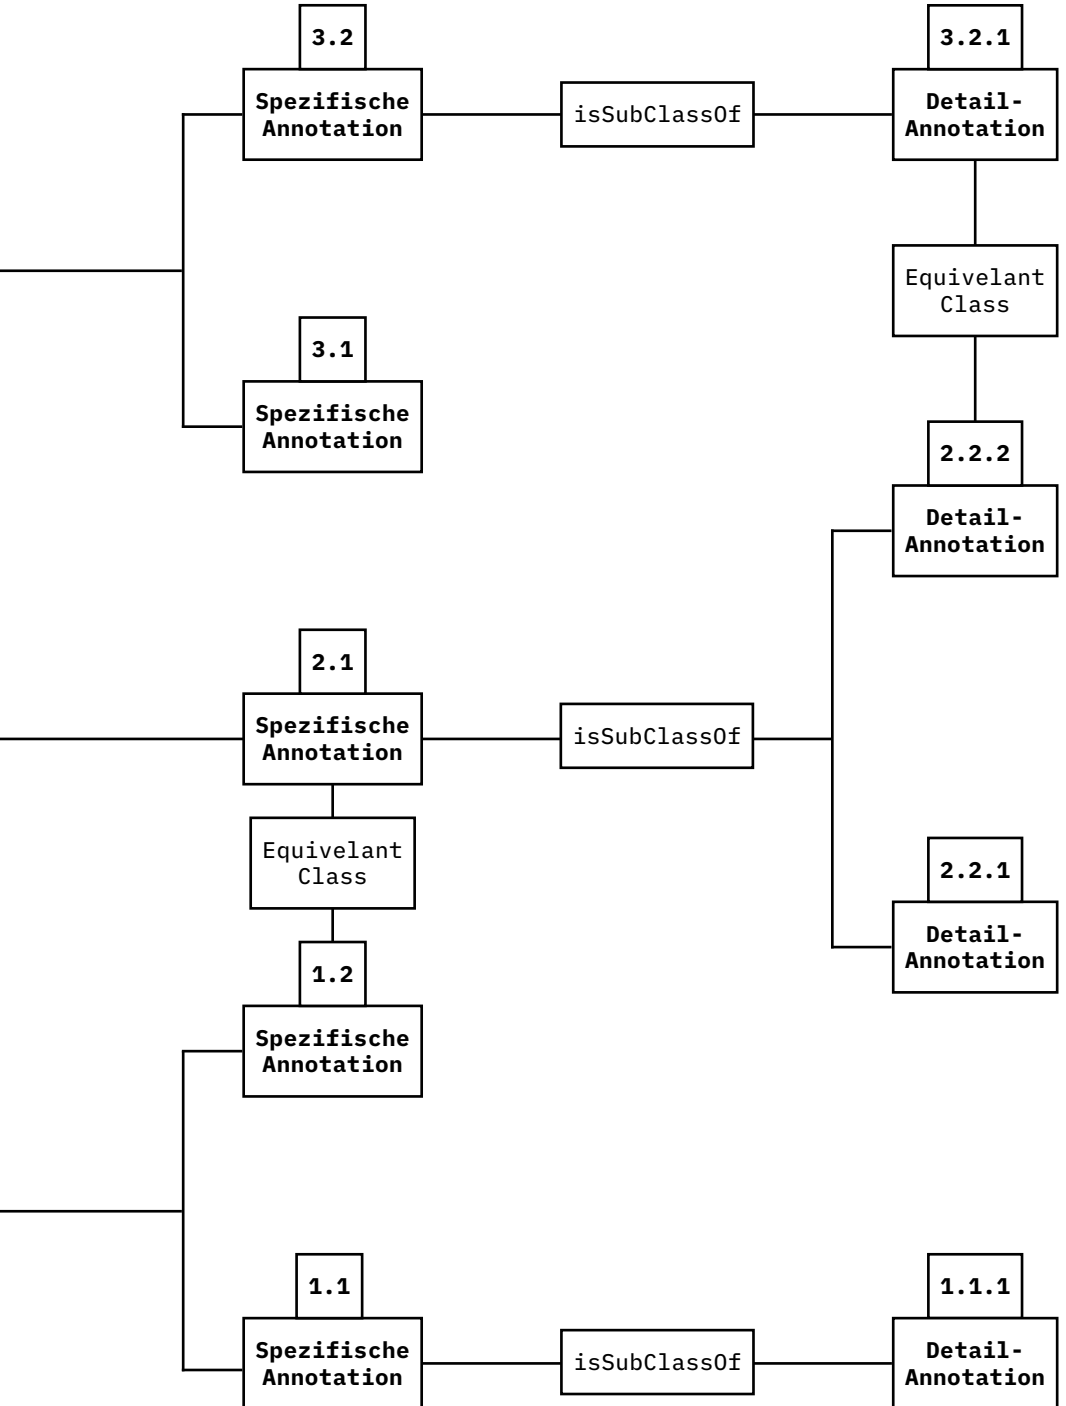 3.2
Spezifische
Annotation
isSubClassOf
3.2.1
Detail-
Annotation
Equivelant
Class
3.1
Spezifische
Annotation
2.2.2
Detail-
Annotation
2.1
Spezifische
Annotation
isSubClassOf
Equivelant
Class
2.2.1
Detail-
Annotation
1.2
Spezifische
Annotation
1.1
Spezifische
Annotation
isSubClassOf
1.1.1
Detail-
Annotation